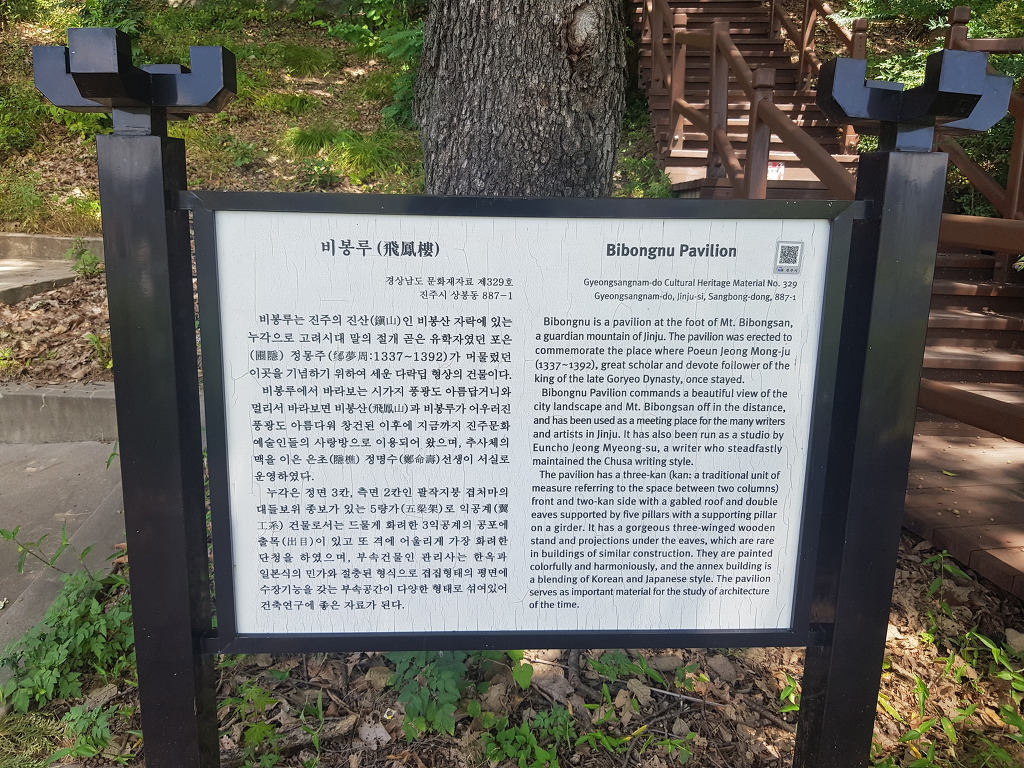 비봉루 (飛鳳樓)
경상남도 문화재자료 제329호
진주시 상봉동 887-1
비봉루는 진주의 진산(鎭山)인 비봉산 자락에 있는
누각으로 고려시대 말의 절개 곧은 유학자였던 포은
(圃隱) 정몽주(鄭夢周:1337~1392)가 머물렀던
이곳을 기념하기 위하여 세운 다락딥 형상의 건물이다.
비봉루에서 바라보는 시가지 풍광도 아름답거니와
멀리서 바라보면 비봉산(飛鳳山)과 비봉루가 어우러진
풍광도 아름다워 창건된 이후에 지금까지 진주문화
예술인들의 사랑방으로 이용되어 왔으며, 추사체의
맥을 이은 은초(隱樵) 정명수(鄭命壽)선생이 서실로
운영하였다.
누각은 정면 3칸, 측면 2칸인 팔작지붕 겹처마의
대들보위 종보가 있는 5량가(五梁架)로 익공계(翼
工系) 건물로서는 드물게 화려한 3익공계의 공포에
출목(出目)이 있고 또 격에 어울리게 가장 화려한
단청을 하였으며, 부속건물인 관리사는 한옥과
일본식의 민가와 절충된 형식으로 겹집형태의 평면에
수장기능을 갖는 부속공간이 다양한 형태로 섞여있어
건축연구에 좋은 자료가 된다.
Bibongnu Pavilion
Gyeongsangnam-do Cultural Heritage Material No. 329
Gyeongsangnam-do, Jinju-si, Sangbong-dong, 887-1
Bibongnu is a pavilion at the foot of Mt. Bibongsan,
a guardian mountain of Jinju. The pavilion was erected to
commemorate the place where Poeun Jeong Mong-ju
(1337~1392), great scholar and devote follower of the
king of the late Goryeo Dynasty, once stayed.
Bibongnu Pavilion commands a beautiful view of the
city landscape and Mt. Bibongsan off in the distance,
and has been used as a meeting place for the many writers
and artists in Jinju. It has also been run as a studio by
Euncho Jeong Myeong-su, a writer who steadfastly
maintained the Chusa writing style.
The pavilion has a three-kan (kan: a traditional unit of
measure referring to the space between two columns)
front and two-kan side with a gabled roof and double
eaves supported by five pillars with a supporting pillar
on a girder. It has a gorgeous three-winged wooden
stand and projections under the eaves, which are rare
in buildings of similar construction. They are painted
colorfully and harmoniously, and the annex building is
a blending of Korean and Japanese style. The pavilion
serves as important material for the study of architecture
of the time.